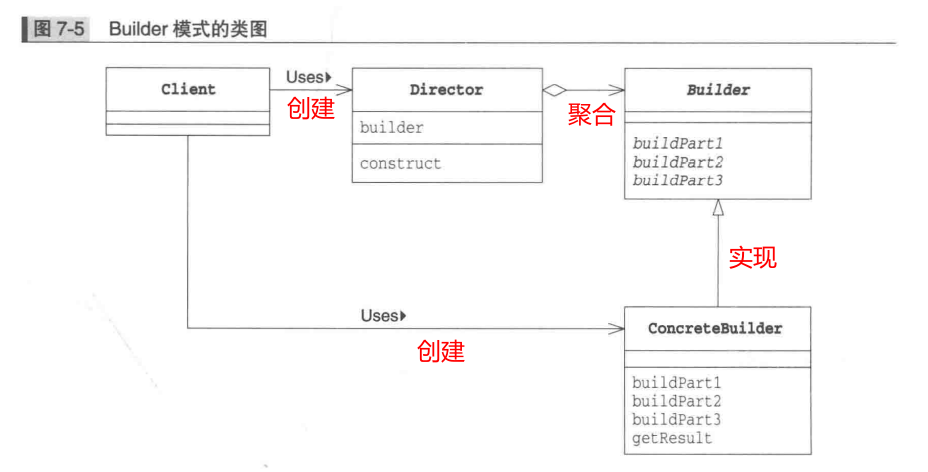 图 7-5 Builder 模式的类图
Client
Uses▶
创建
Director
builder
construct
聚合
Builder
buildPart1
buildPart2
buildPart3
实现
Uses▶
创建
ConcreteBuilder
buildPart1
buildPart2
buildPart3
getResult